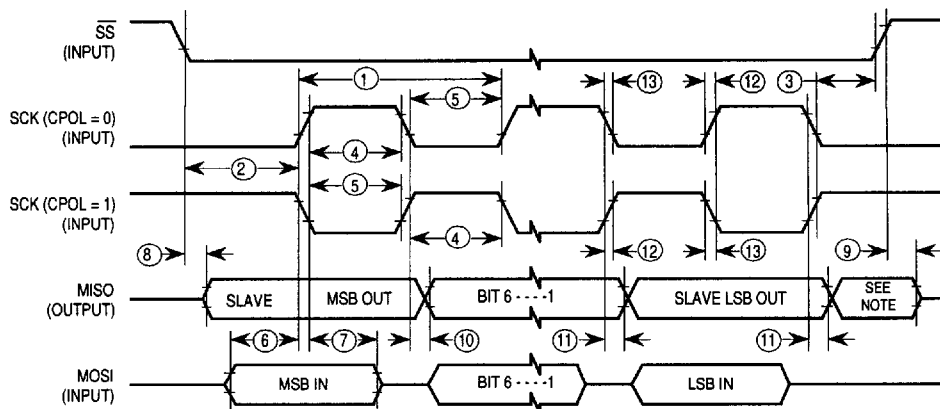 SS
(INPUT)
1 13 12 3
5
SCK (CPOL = 0)
(INPUT)
4
2
5
SCK (CPOL = 1)
(INPUT)
4
8 12 13 9
MISO
(OUTPUT)
SLAVE MSB OUT BIT 6 - - - - 1 SLAVE LSB OUT SEE
NOTE
6 7 10 11 11
MOSI
(INPUT)
MSB IN BIT 6 - - - - 1 LSB IN